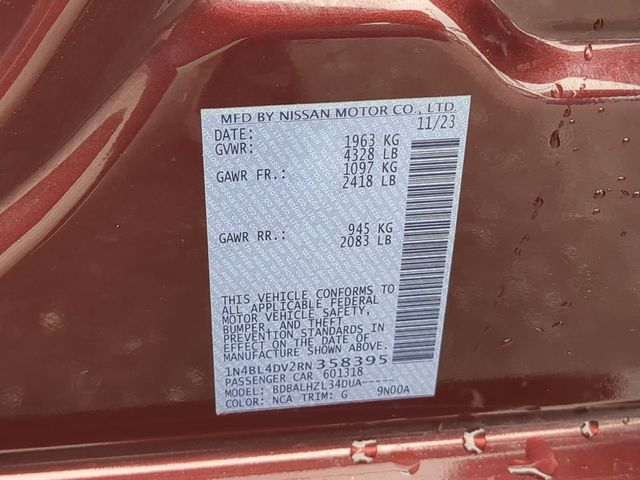 MFD BY NISSAN MOTOR CO., LTD.
DATE: 11/23
GVWR: 1963 KG
4328 LB
GAWR FR.: 1097 KG
2418 LB
GAWR RR.: 945 KG
2083 LB
THIS VEHICLE CONFORMS TO
ALL APPLICABLE FEDERAL
MOTOR VEHICLE SAFETY,
BUMPER, AND THEFT
PREVENTION STANDARDS IN
EFFECT ON THE DATE OF
MANUFACTURE SHOWN ABOVE.
1N4BL4DV2RN358395
PASSENGER CAR 601318
MODEL: BDBALHZL34DUA-----
COLOR: NCA TRIM: G 9N00A